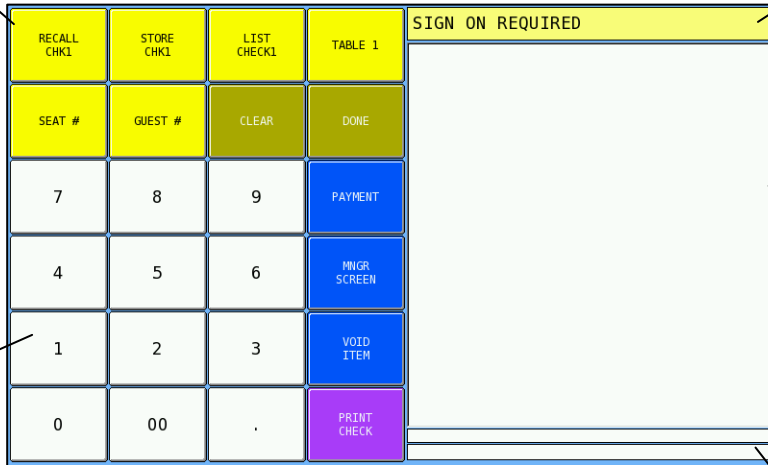 RECALL
CHK1
STORE
CHK1
LIST
CHECK1
TABLE 1
SIGN ON REQUIRED
SEAT #
GUEST #
CLEAR
DONE
7
8
9
PAYMENT
4
5
6
MNGR
SCREEN
1
2
3
VOID
ITEM
0
00
.
PRINT
CHECK